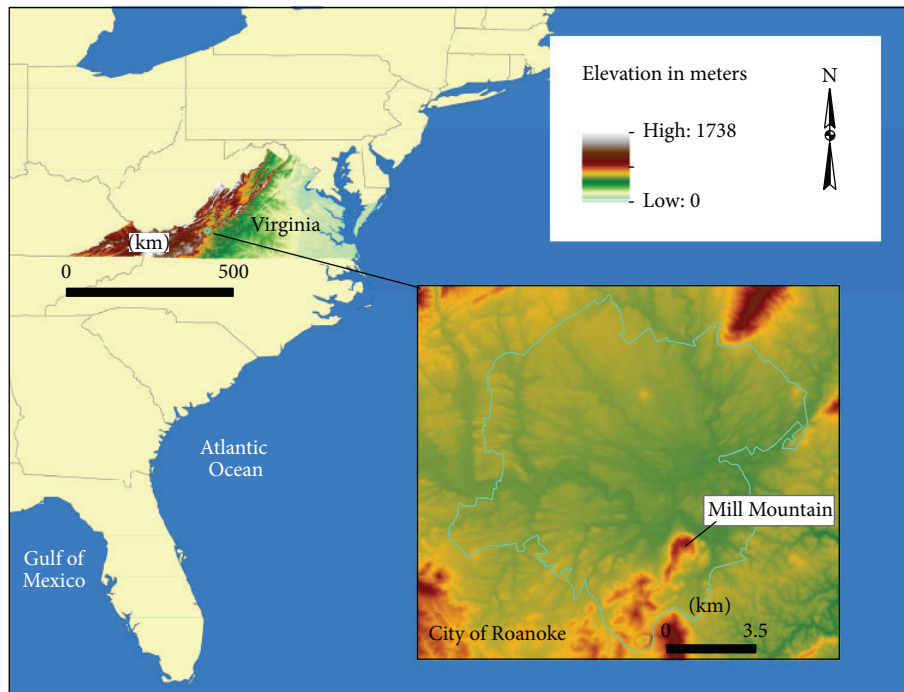 Elevation in meters
N
High: 1738
Low: 0
Virginia
(km)
0
500
Atlantic
Ocean
Gulf of
Mexico
Mill Mountain
(km)
0
3.5
City of Roanoke